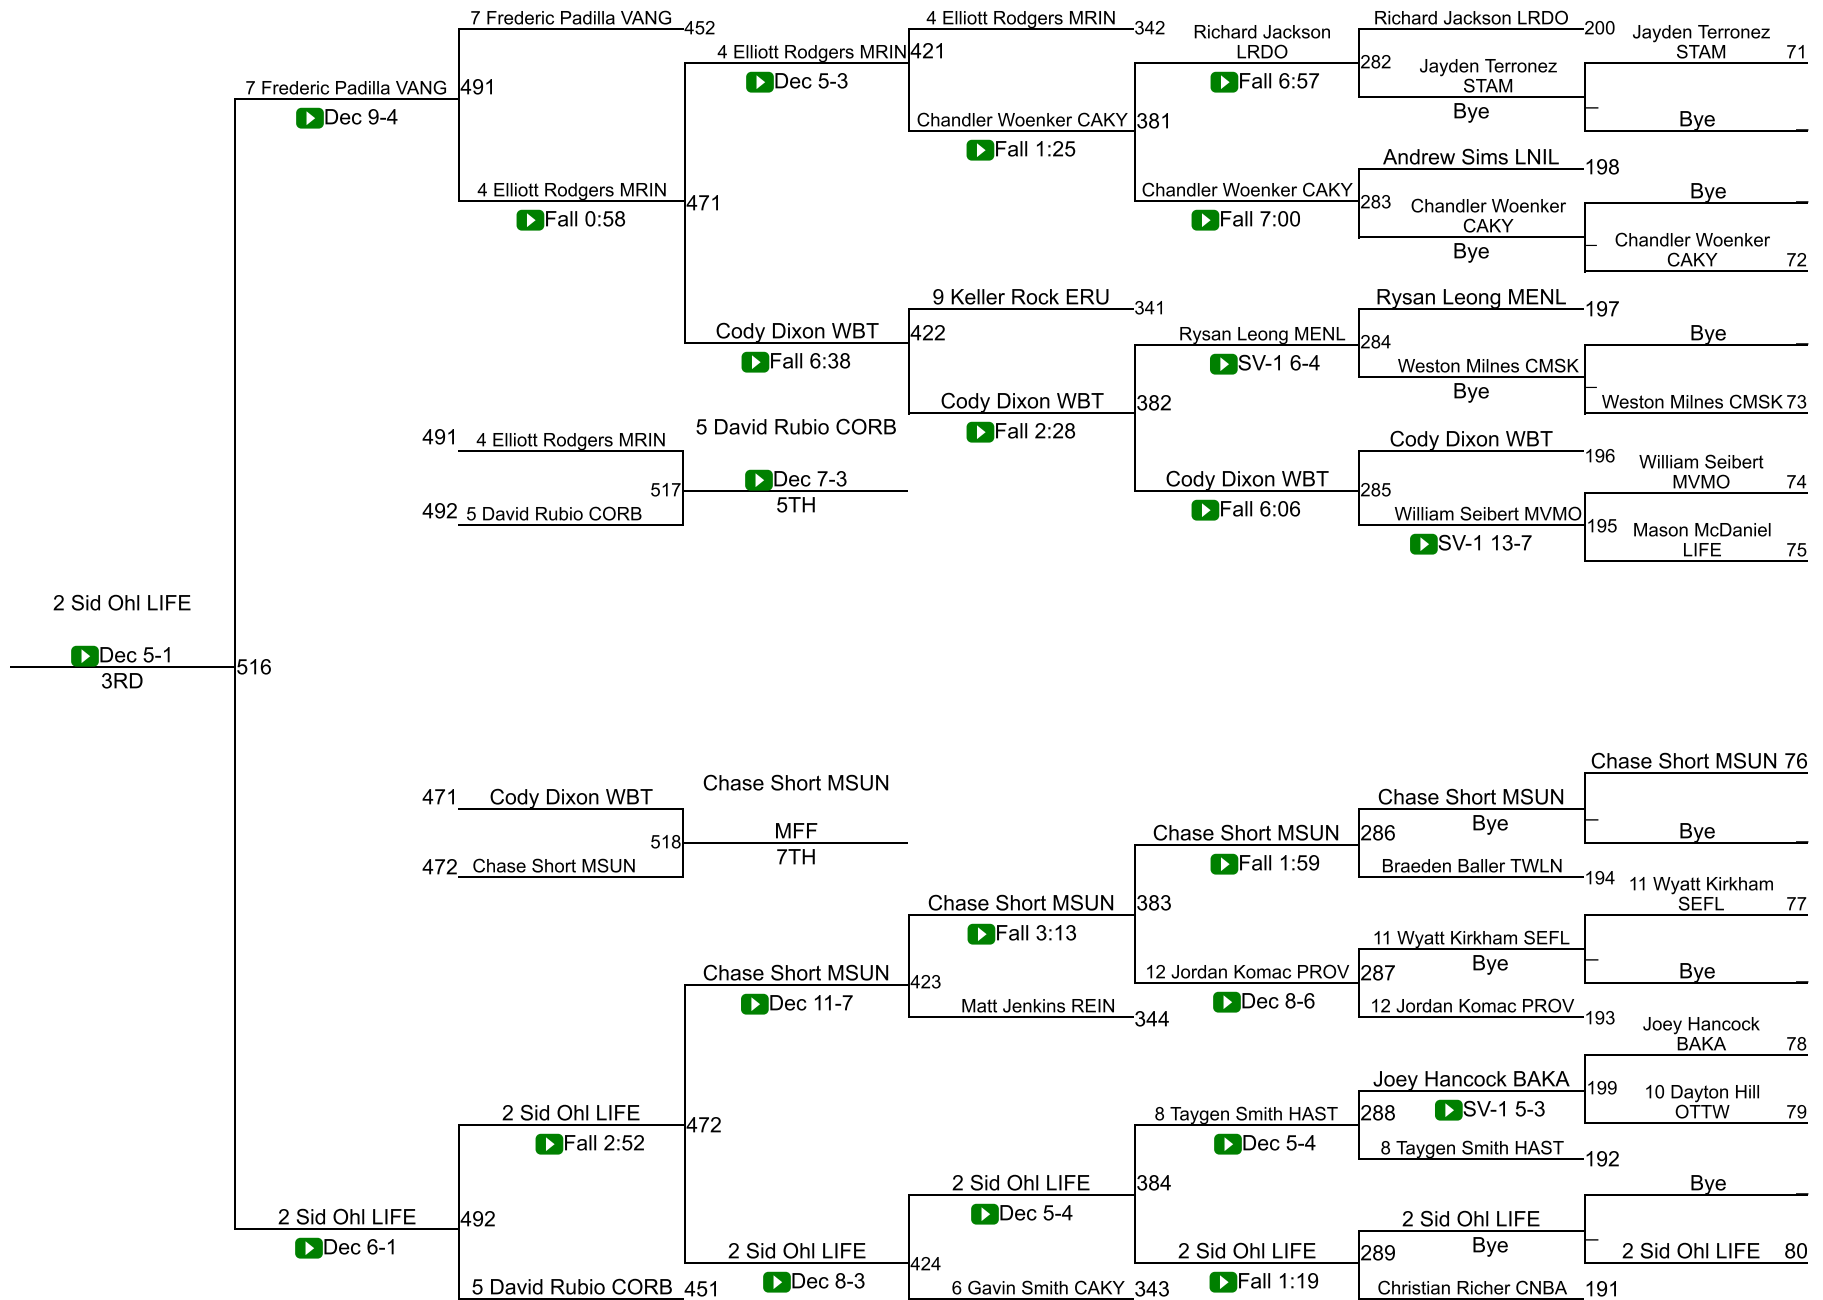 7 Frederic Padilla VANG
452
4 Elliott Rodgers MRIN
342
Richard Jackson
LRDO
Fall 6:57
Richard Jackson LRDO
200
Jayden Terronez
STAM
71
4 Elliott Rodgers MRIN
421
Dec 5-3
282
Jayden Terronez
STAM
Bye
_
Bye
_
7 Frederic Padilla VANG
491
Dec 9-4
Chandler Woenker CAKY
381
Fall 1:25
Andrew Sims LNIL
198
Bye
_
4 Elliott Rodgers MRIN
Fall 0:58
471
Chandler Woenker CAKY
283
Fall 7:00
Chandler Woenker
CAKY
Bye
_
Chandler Woenker
CAKY
72
9 Keller Rock ERU
341
Rysan Leong MENL
197
Bye
_
Cody Dixon WBT
422
Fall 6:38
Rysan Leong MENL
284
SV-1 6-4
Weston Milnes CMSK
Bye
_
Weston Milnes CMSK 73
Cody Dixon WBT
382
Fall 2:28
491
4 Elliott Rodgers MRIN
5 David Rubio CORB
Cody Dixon WBT
196
William Seibert
MVMO
74
517
Dec 7-3
5TH
Cody Dixon WBT
285
Fall 6:06
492
5 David Rubio CORB
William Seibert MVMO
195
SV-1 13-7
Mason McDaniel
LIFE
75
2 Sid Ohl LIFE
Dec 5-1
516
3RD
Chase Short MSUN 76
471
Cody Dixon WBT
Chase Short MSUN
Chase Short MSUN
Bye
_
Bye
_
518
MFF
7TH
Chase Short MSUN
286
Fall 1:59
472
Chase Short MSUN
Braeden Baller TWLN
194
11 Wyatt Kirkham
SEFL
77
Chase Short MSUN
383
Fall 3:13
11 Wyatt Kirkham SEFL
Bye
_
Bye
_
Chase Short MSUN
423
Dec 11-7
12 Jordan Komac PROV
287
Dec 8-6
Matt Jenkins REIN
344
12 Jordan Komac PROV
193
Joey Hancock
BAKA
78
Joey Hancock BAKA
199
SV-1 5-3
10 Dayton Hill
OTTW
79
2 Sid Ohl LIFE
472
Fall 2:52
8 Taygen Smith HAST
288
Dec 5-4
8 Taygen Smith HAST
192
2 Sid Ohl LIFE
384
Dec 5-4
Bye
_
2 Sid Ohl LIFE
492
Dec 6-1
2 Sid Ohl LIFE
Bye
_
2 Sid Ohl LIFE
424
Dec 8-3
2 Sid Ohl LIFE
289
Fall 1:19
2 Sid Ohl LIFE
80
5 David Rubio CORB
451
6 Gavin Smith CAKY
343
Christian Richer CNBA
191